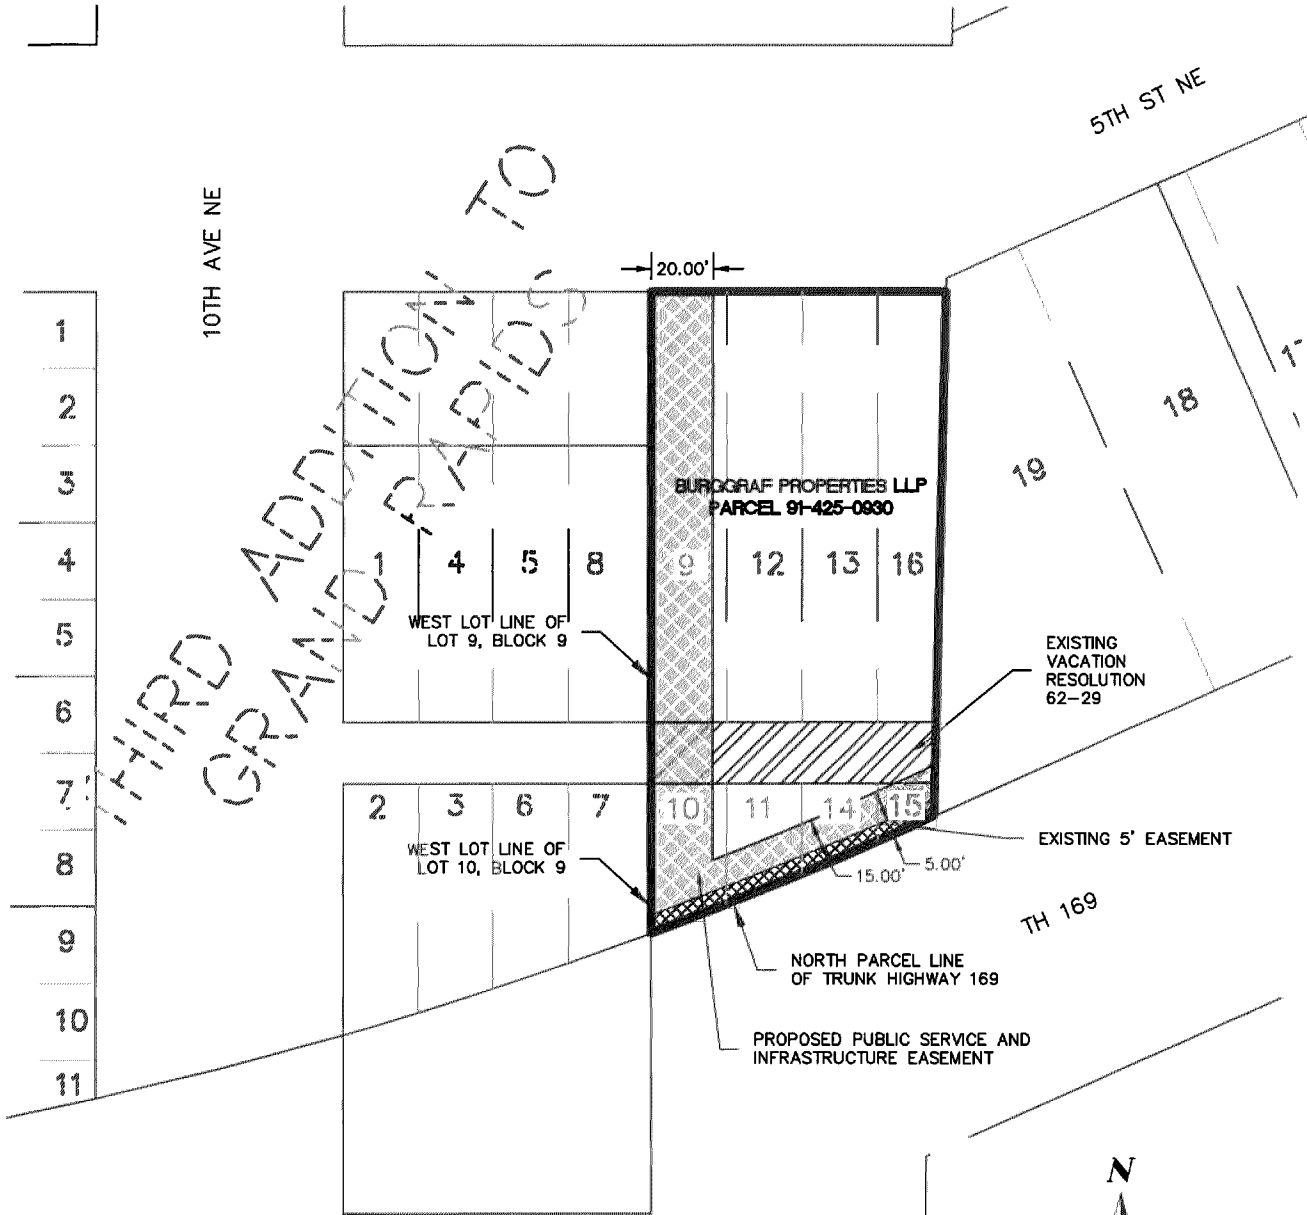 5TH ST NE
10TH AVE NE
THIRD ADDITION TO
GRAND RAPIDS
20.00'
1
2
3
4
5
6
7
8
9
10
11
19
18
17
BURGGRAF PROPERTIES LLP
PARCEL 91-425-0930
1
4
5
8
9
12
13
16
WEST LOT LINE OF
LOT 9, BLOCK 9
EXISTING
VACATION
RESOLUTION
62-29
2
3
6
7
10
11
14
15
WEST LOT LINE OF
LOT 10, BLOCK 9
EXISTING 5' EASEMENT
5.00'
15.00'
TH 169
NORTH PARCEL LINE
OF TRUNK HIGHWAY 169
PROPOSED PUBLIC SERVICE AND
INFRASTRUCTURE EASEMENT
N